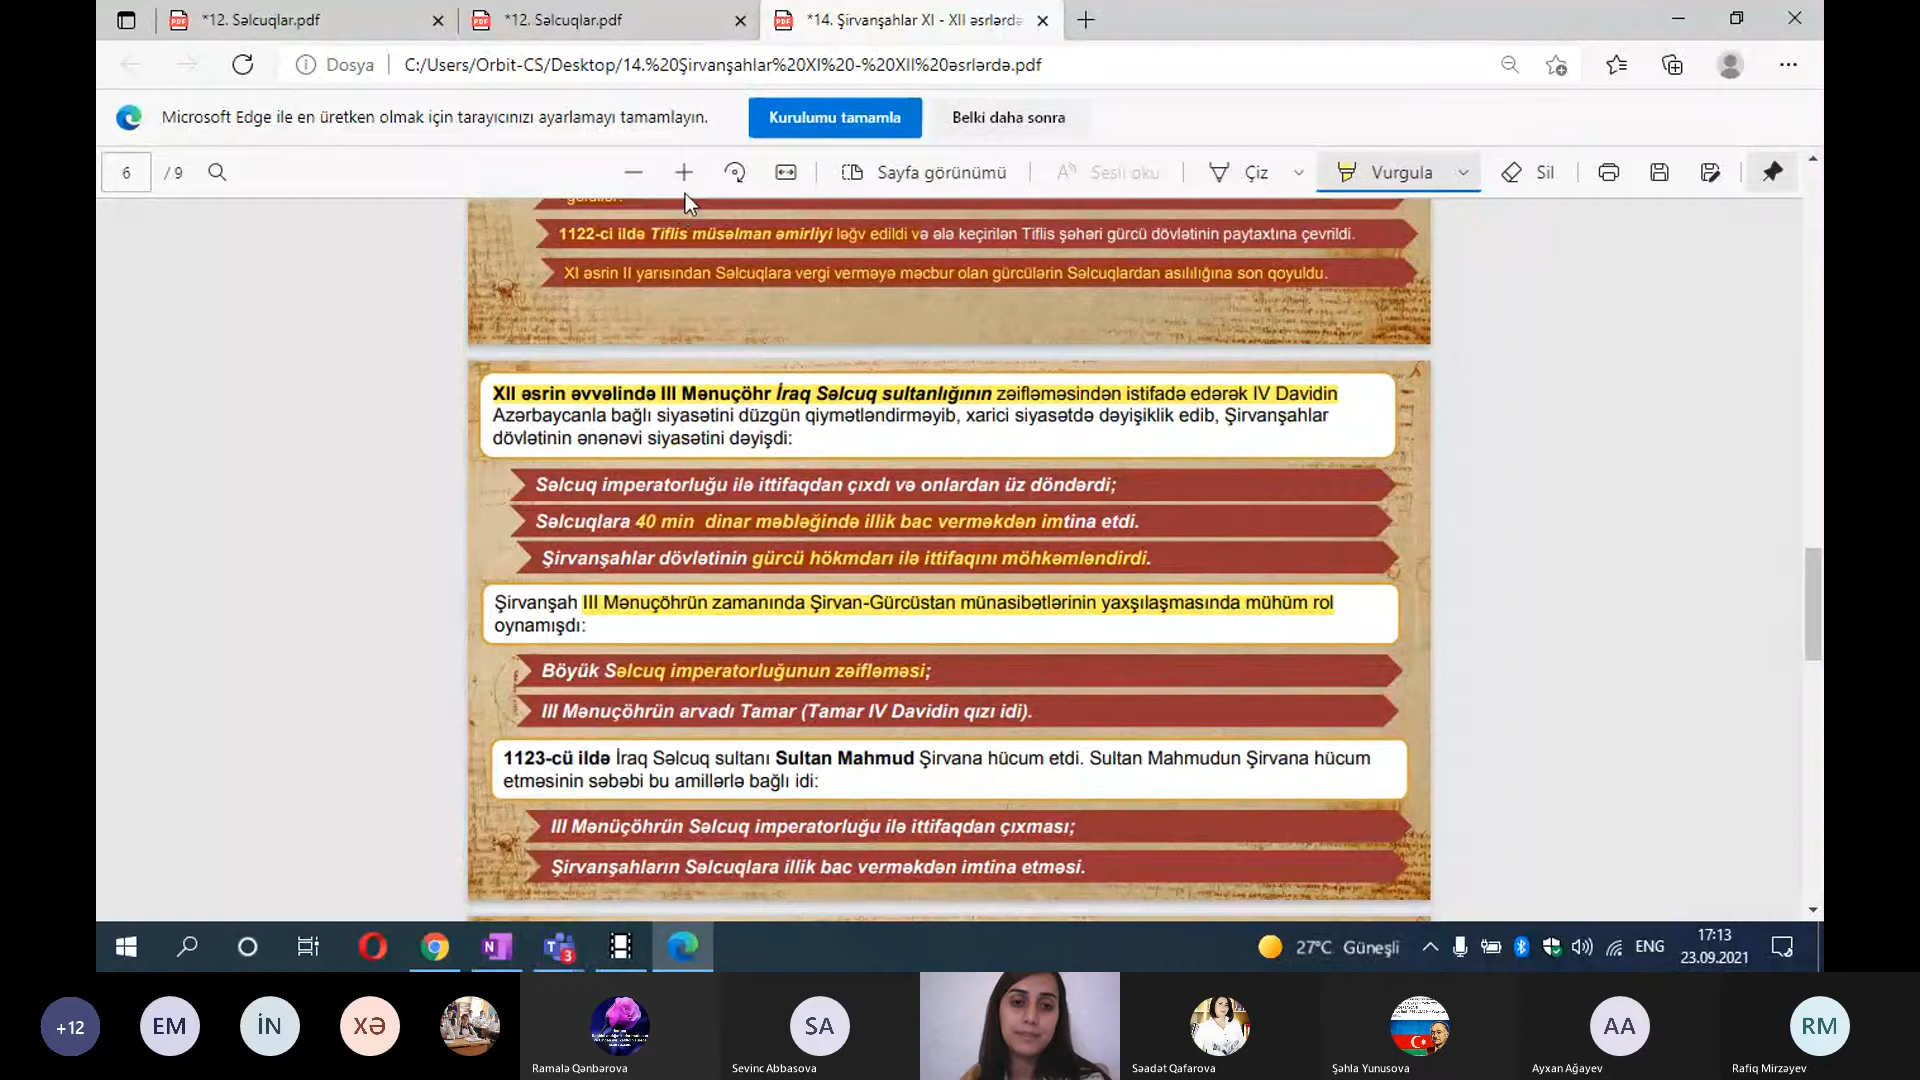 *12. Səlcuqlar.pdf
*12. Səlcuqlar.pdf
*14. Şirvanşahlar XI - XII əsrlərdə
Dosya
C:/Users/Orbit-CS/Desktop/14.%20Şirvanşahlar%20XI%20-%20XII%20əsrlərdə.pdf
Microsoft Edge ile en üretken olmak için tarayıcınızı ayarlamayı tamamlayın.
Kurulumu tamamla
Belki daha sonra
6 / 9
Sayfa görünümü
Sesli oku
Çiz
Vurgula
Sil
1122-ci ildə Tiflis müsəlman əmirliyi ləğv edildi və ələ keçirilən Tiflis şəhəri gürcü dövlətinin paytaxtına çevrildi.
XI əsrin II yarısından Səlcuqlara vergi verməyə məcbur olan gürcülərin Səlcuqlardan asılılığına son qoyuldu.
XII əsrin əvvəlində III Mənuçöhr İraq Səlcuq sultanlığının zəifləməsindən istifadə edərək IV Davidin
Azərbaycanla bağlı siyasətini düzgün qiymətləndirməyib, xarici siyasətdə dəyişiklik edib, Şirvanşahlar
dövlətinin ənənəvi siyasətini dəyişdi:
Səlcuq imperatorluğu ilə ittifaqdan çıxdı və onlardan üz döndərdi;
Səlcuqlara 40 min dinar məbləğində illik bac verməkdən imtina etdi.
Şirvanşahlar dövlətinin gürcü hökmdarı ilə ittifaqını möhkəmləndirdi.
Şirvanşah III Mənuçöhrün zamanında Şirvan-Gürcüstan münasibətlərinin yaxşılaşmasında mühüm rol
oynamışdı:
Böyük Səlcuq imperatorluğunun zəifləməsi;
III Mənuçöhrün arvadı Tamar (Tamar IV Davidin qızı idi).
1123-cü ildə İraq Səlcuq sultanı Sultan Mahmud Şirvana hücum etdi. Sultan Mahmudun Şirvana hücum
etməsinin səbəbi bu amillərlə bağlı idi:
III Mənüçöhrün Səlcuq imperatorluğu ilə ittifaqdan çıxması;
Şirvanşahların Səlcuqlara illik bac verməkdən imtina etməsi.
3
27°C Güneşli
ENG
17:13
23.09.2021
+12
EM
İN
XƏ
SA
AA
RM
Ramalə Qənbərova
Sevinc Abbasova
Səadət Qafarova
Şəhla Yunusova
Ayxan Ağayev
Rafiq Mirzəyev